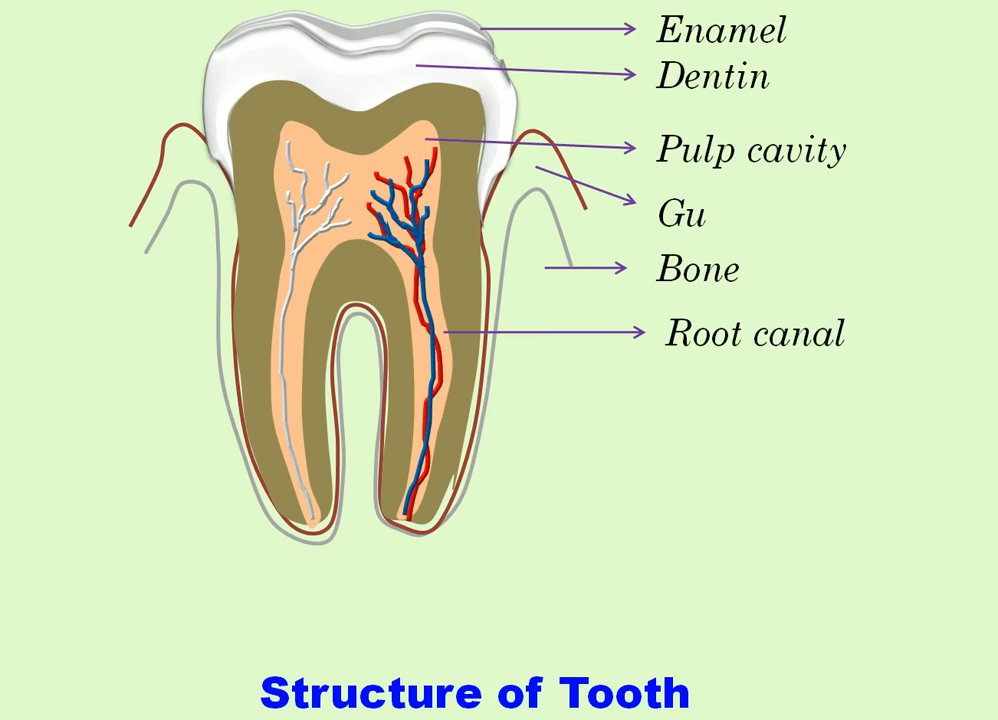 Enamel
Dentin
Pulp cavity
Gu
Bone
Root canal
Structure of Tooth